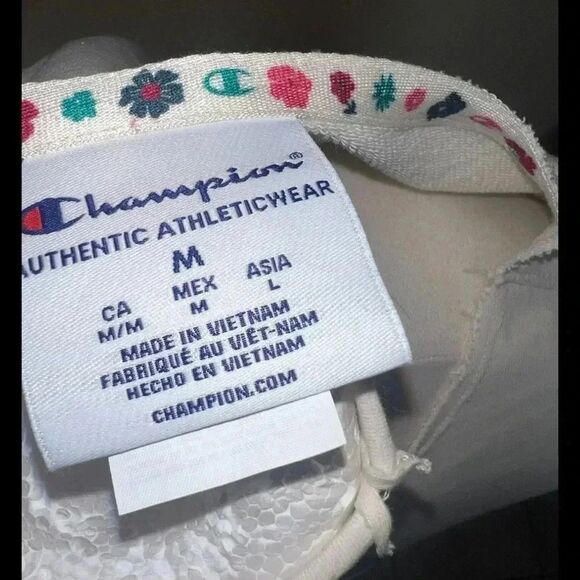 Champion®
AUTHENTIC ATHLETICWEAR
M
CA MEX ASIA
M/M M L
MADE IN VIETNAM
FABRIQUÉ AU VIÊT-NAM
HECHO EN VIETNAM
CHAMPION.COM